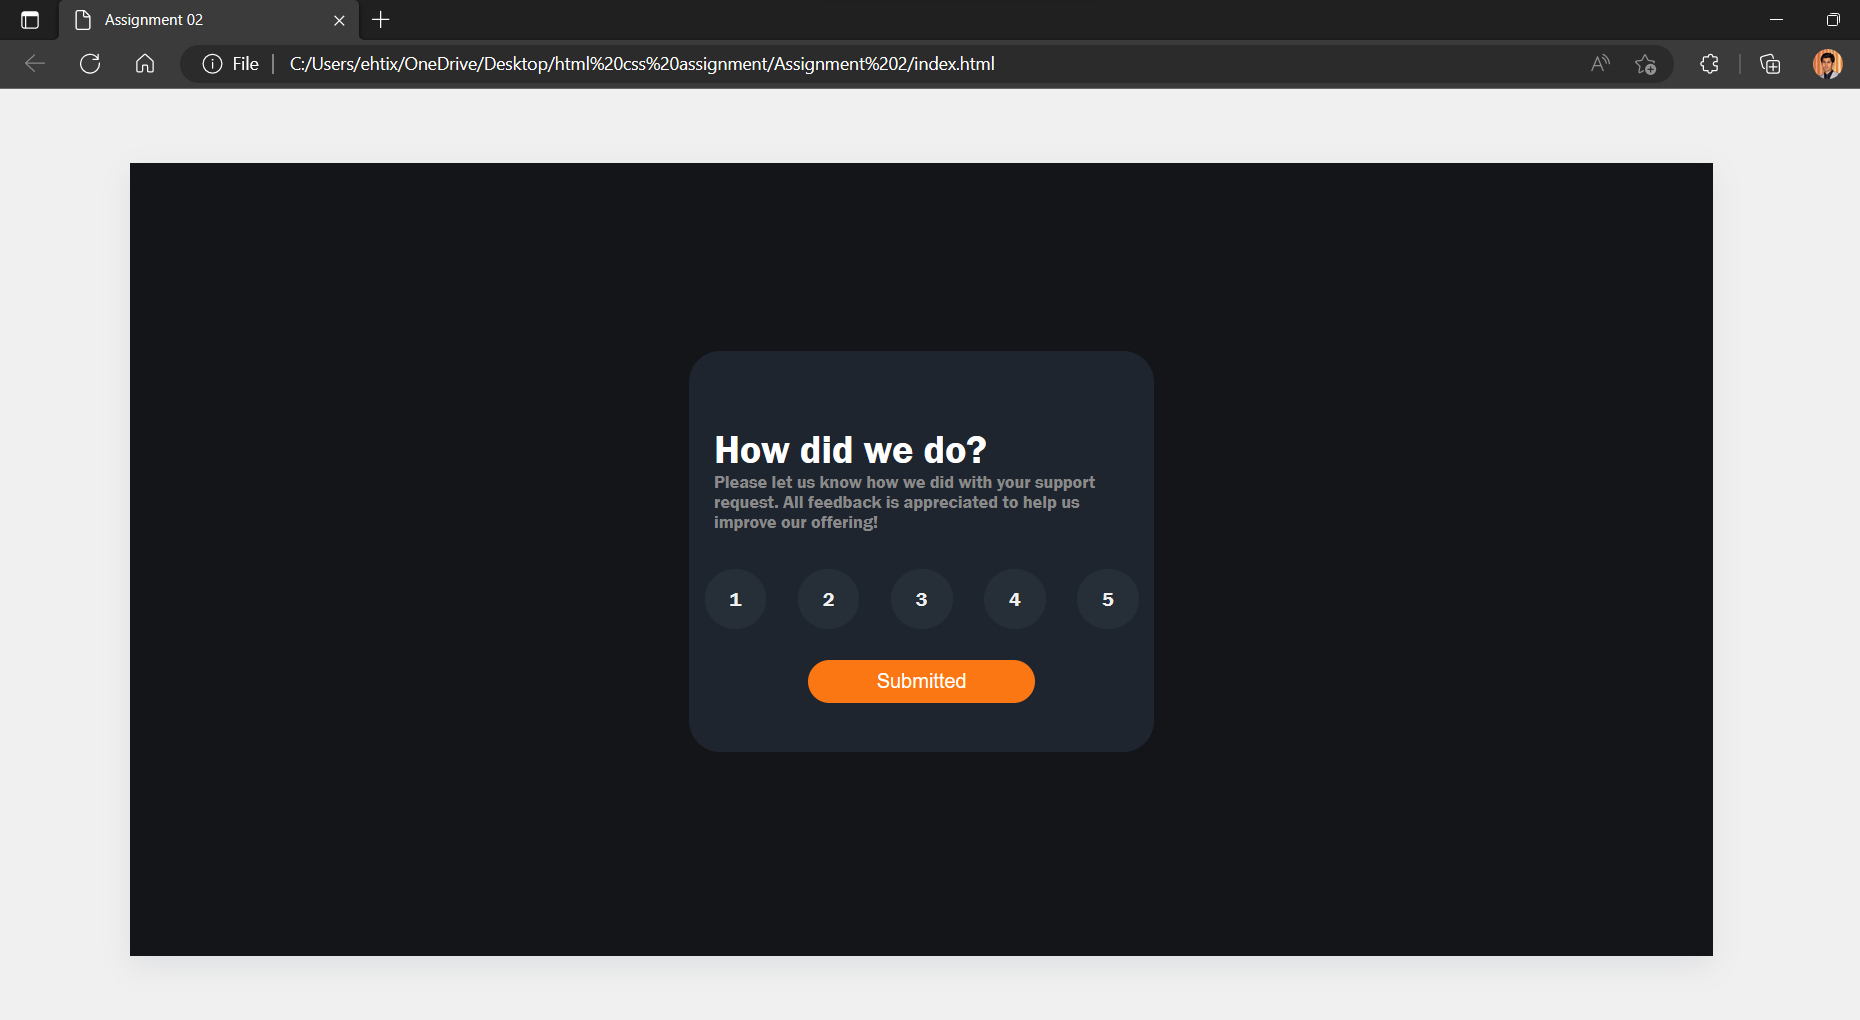 Assignment 02
File
C:/Users/ehtix/OneDrive/Desktop/html%20css%20assignment/Assignment%202/index.html
How did we do?
Please let us know how we did with your support
request. All feedback is appreciated to help us
improve our offering!
1 2 3 4 5
Submitted